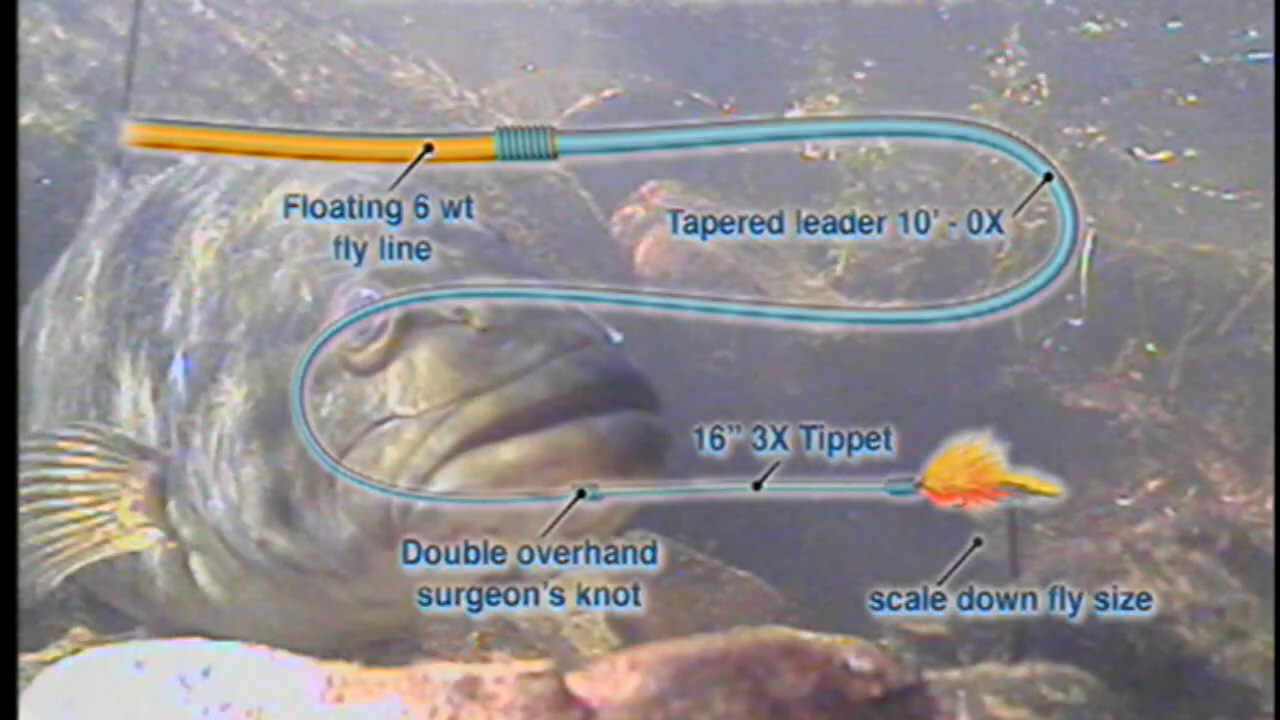 Floating 6 wt
fly line
Tapered leader 10' - 0X
16” 3X Tippet
Double overhand
surgeon's knot
scale down fly size